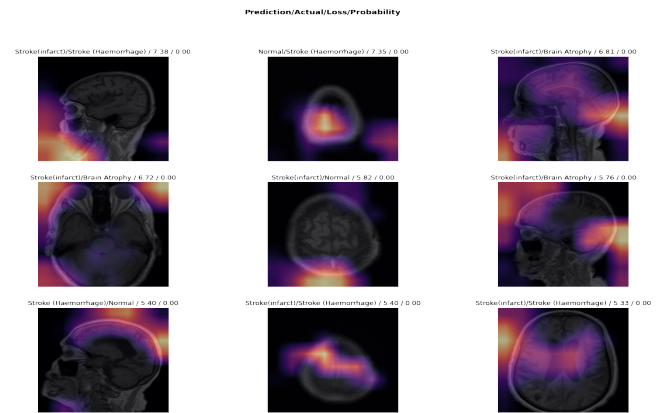 Prediction/Actual/Loss/Probability
Stroke(infarct)/Stroke (Haemorrhage) / 7.38 / 0.00
Normal/Stroke (Haemorrhage) / 7.35 / 0.00
Stroke(infarct)/Brain Atrophy / 6.81 / 0.00
Stroke(infarct)/Brain Atrophy / 6.72 / 0.00
Stroke(infarct)/Normal / 5.82 / 0.00
Stroke(infarct)/Brain Atrophy / 5.76 / 0.00
Stroke (Haemorrhage)/Normal / 5.40 / 0.00
Stroke(infarct)/Stroke (Haemorrhage) / 5.40 / 0.00
Stroke(infarct)/Stroke (Haemorrhage) / 5.33 / 0.00